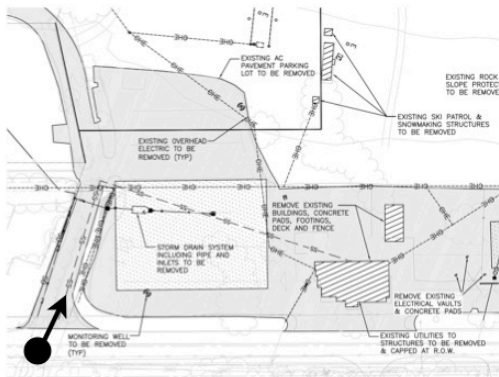 EXISTING AC
PAVEMENT PARKING
LOT TO BE REMOVED
EXISTING ROCK
SLOPE PROTEC
TO BE REMOVE
EXISTING SKI PATROL &
SNOWMAKING STRUCTURES
TO BE REMOVED
EXISTING OVERHEAD
ELECTRIC TO BE
REMOVED (TYP)
REMOVE EXISTING
BUILDINGS, CONCRETE
PADS, FOOTINGS,
DECK AND FENCE
STORM DRAIN SYSTEM
INCLUDING PIPE AND
INLETS TO BE
REMOVED
REMOVE EXISTING
ELECTRICAL VAULTS
& CONCRETE PADS
MONITORING WELL
TO BE REMOVED
(TYP)
EXISTING UTILITIES TO
STRUCTURES TO BE REMOVED
& CAPPED AT R.O.W.